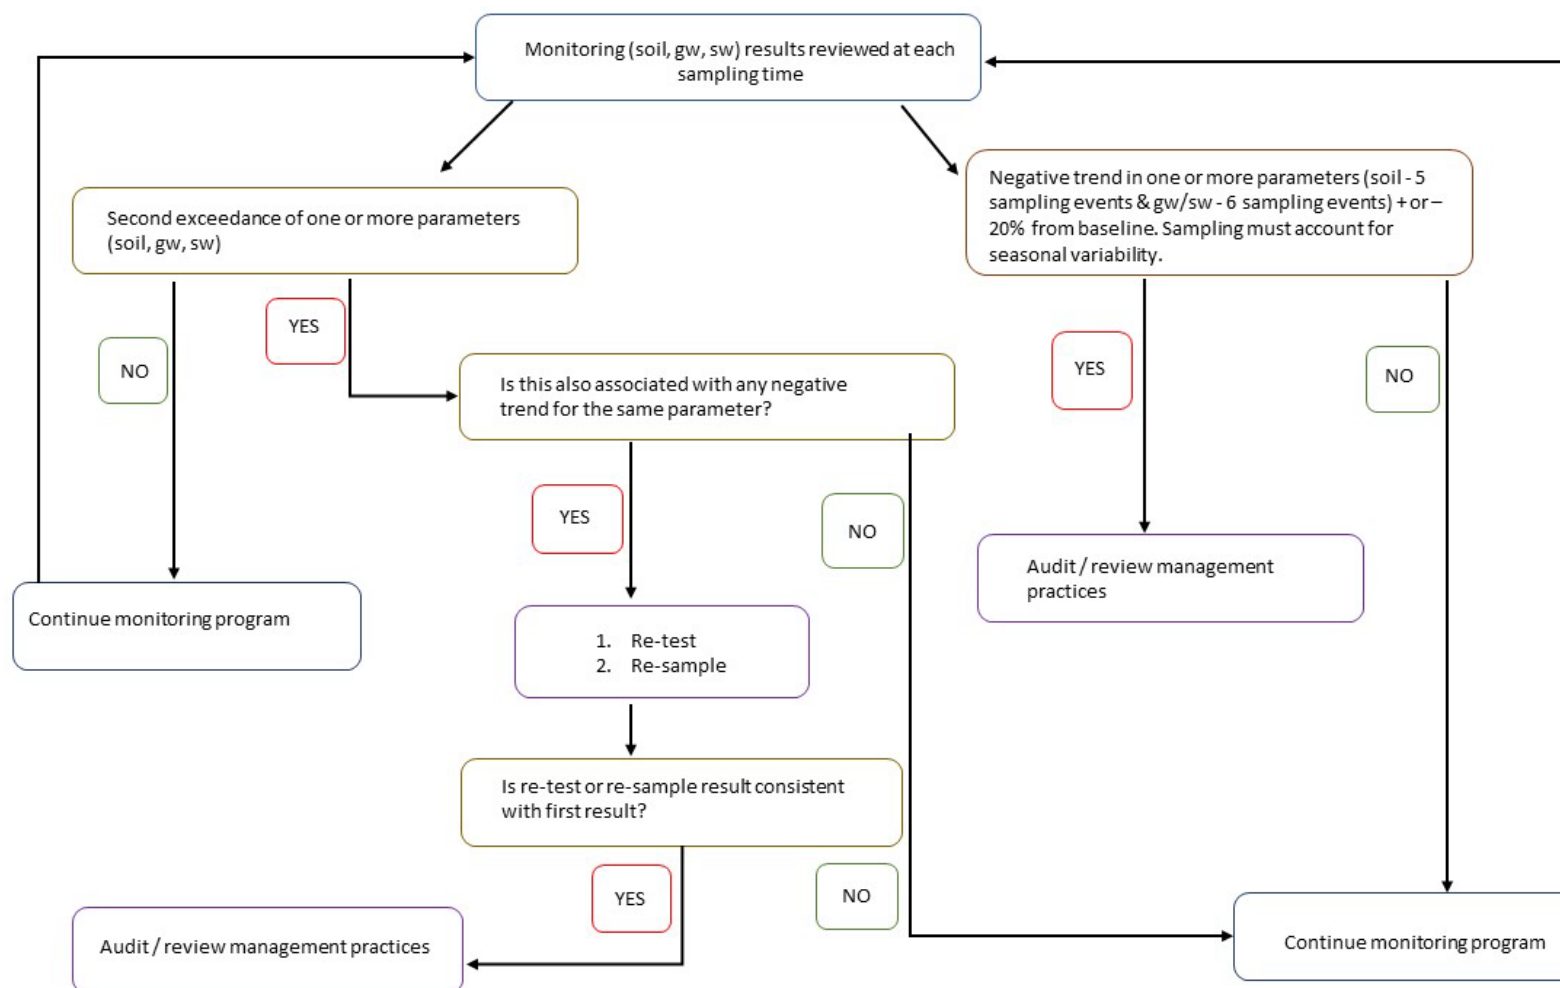 Monitoring (soil, gw, sw) results reviewed at each
sampling time
Second exceedance of one or more parameters
(soil, gw, sw)
Negative trend in one or more parameters (soil - 5
sampling events & gw/sw - 6 sampling events) + or –
20% from baseline. Sampling must account for
seasonal variability.
NO
YES
Is this also associated with any negative
trend for the same parameter?
YES
NO
YES
NO
Audit / review management
practices
Continue monitoring program
1. Re-test
2. Re-sample
Is re-test or re-sample result consistent
with first result?
YES
NO
Audit / review management practices
Continue monitoring program